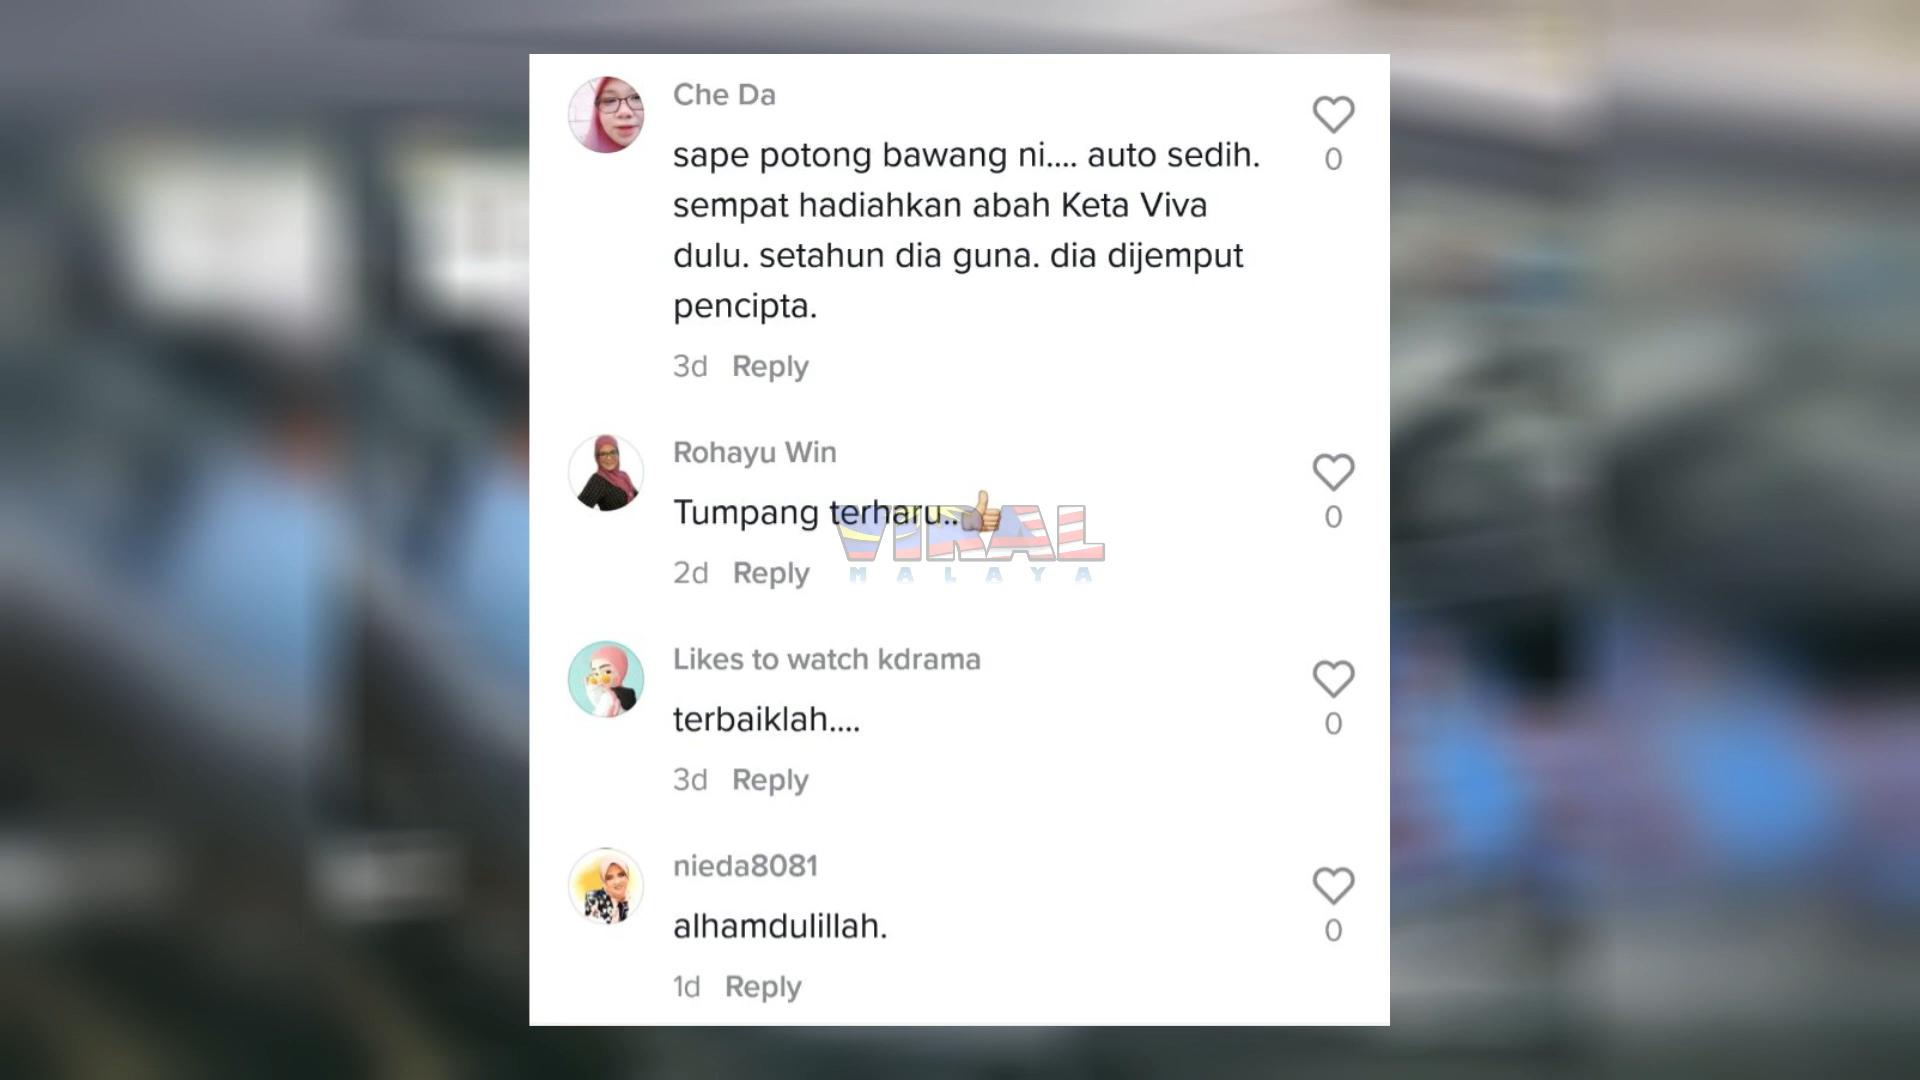 Che Da
sape potong bawang ni.... auto sedih.
sempat hadiahkan abah Keta Viva
dulu. setahun dia guna. dia dijemput
pencipta.
0
3d Reply
Rohayu Win
Tumpang terharu..👍
0
2d Reply
VIRAL
MALAYA
Likes to watch kdrama
terbaiklah....
0
3d Reply
nieda8081
alhamdulillah.
0
1d Reply